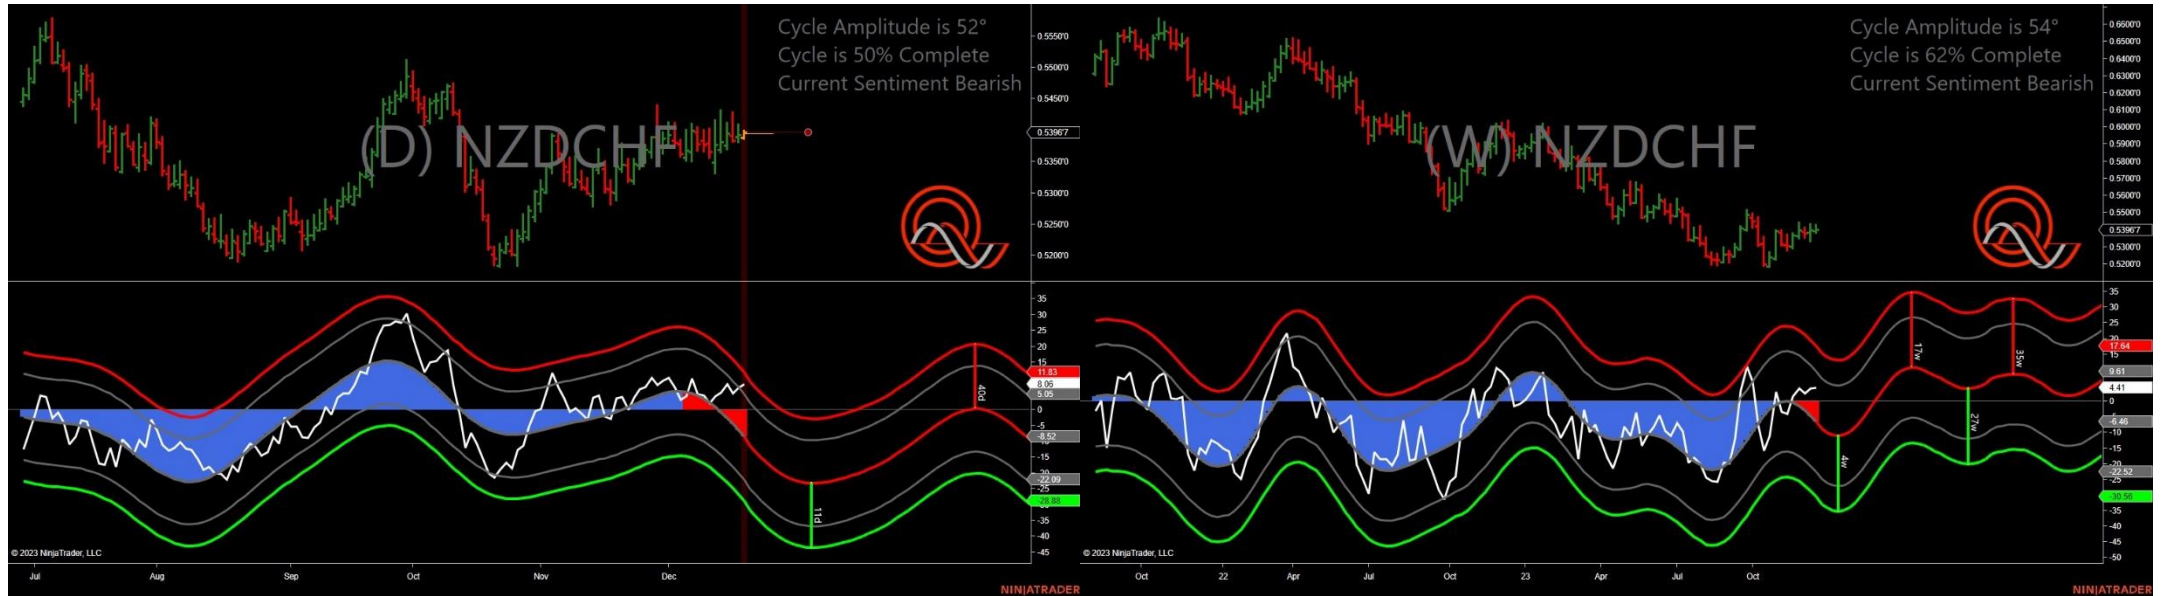 Cycle Amplitude is 52°
Cycle is 50% Complete
Current Sentiment Bearish
(D) NZDCHF
0.5550'0
0.5500'0
0.5450'0
0.5396'7
0.5350'0
0.5300'0
0.5250'0
0.5200'0
35
30
25
20
15
11.83
8.06
5.05
0
-5
-8.52
-15
-22.09
-25
-28.88
-35
-40
-45
40d
11d
© 2023 NinjaTrader, LLC
Jul
Aug
Sep
Oct
Nov
Dec
NINJATRADER
Cycle Amplitude is 54°
Cycle is 62% Complete
Current Sentiment Bearish
(W) NZDCHF
0.6600'0
0.6500'0
0.6400'0
0.6300'0
0.6200'0
0.6100'0
0.6000'0
0.5900'0
0.5800'0
0.5700'0
0.5600'0
0.5500'0
0.5396'7
0.5300'0
0.5200'0
35
30
25
17.64
15
9.61
4.41
0
-6.46
-10
-15
-22.52
-30.56
-35
-40
-45
-50
17w
35w
27w
4w
© 2023 NinjaTrader, LLC
Oct
22
Apr
Jul
Oct
23
Apr
Jul
Oct
NINJATRADER